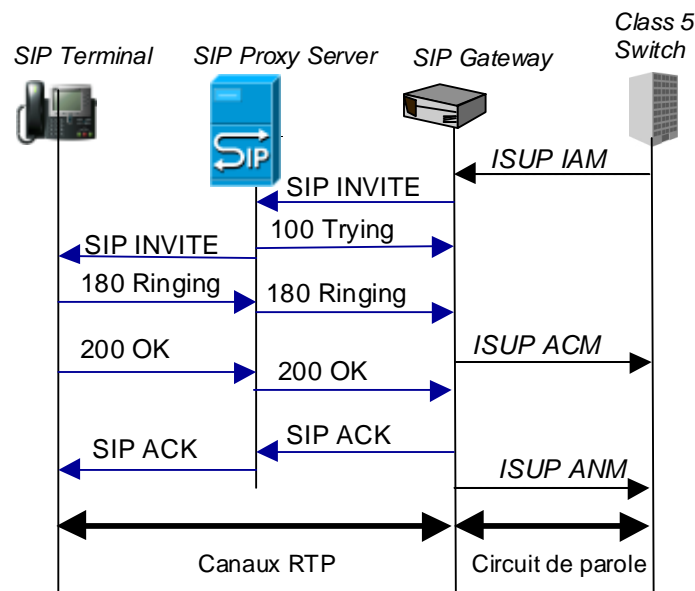 Class 5
Switch
SIP Terminal
SIP Proxy Server
SIP Gateway
SIP
ISUP IAM
SIP INVITE
100 Trying
SIP INVITE
180 Ringing
180 Ringing
200 OK
ISUP ACM
200 OK
SIP ACK
SIP ACK
ISUP ANM
Canaux RTP
Circuit de parole